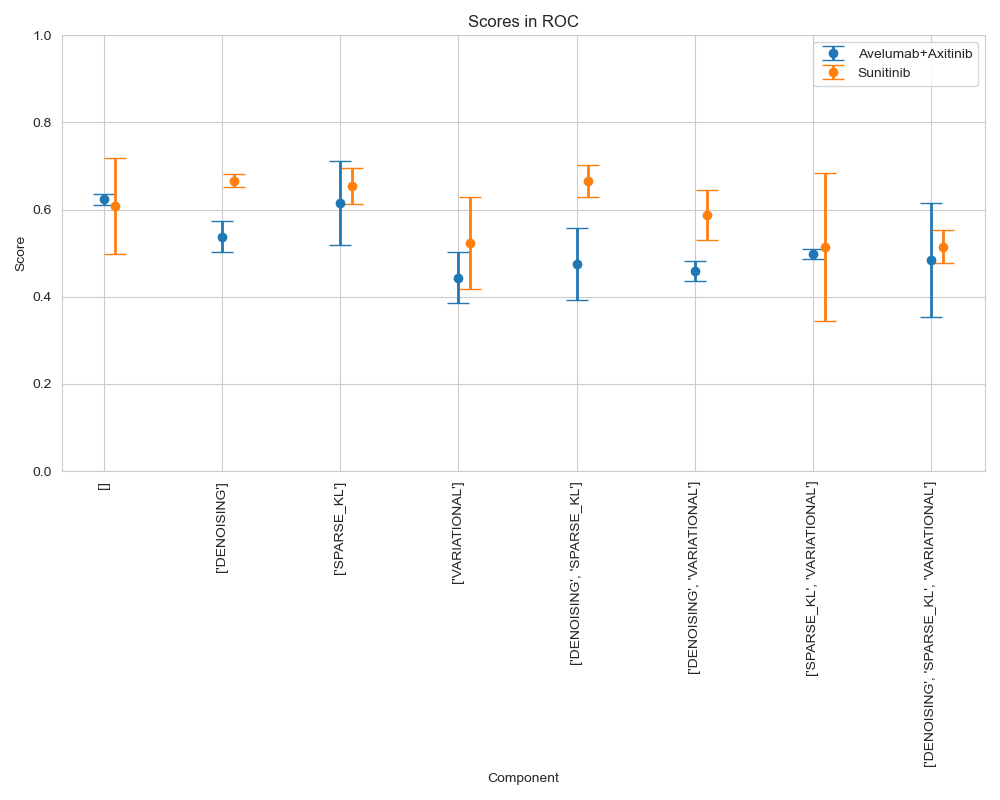 Scores in ROC
Avelumab+Axitinib
Sunitinib
Score
1.0
0.8
0.6
0.4
0.2
0.0
[]
['DENOISING']
['SPARSE_KL']
['VARIATIONAL']
['DENOISING', 'SPARSE_KL']
['DENOISING', 'VARIATIONAL']
['SPARSE_KL', 'VARIATIONAL']
['DENOISING', 'SPARSE_KL', 'VARIATIONAL']
Component